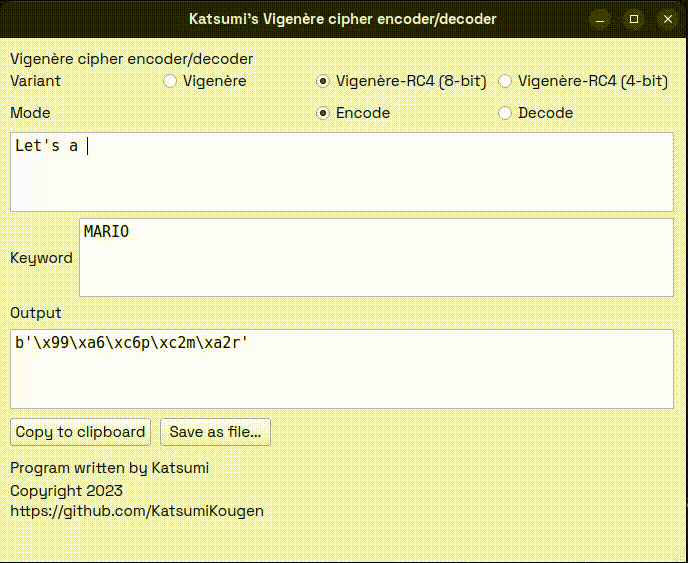 Katsumi's Vigenère cipher encoder/decoder
Vigenère cipher encoder/decoder
Variant Vigenère Vigenère-RC4 (8-bit) Vigenère-RC4 (4-bit)
Mode Encode Decode
Let's a
MARIO
Keyword
Output
b'\x99\xa6\xc6p\xc2m\xa2r'
Copy to clipboard Save as file...
Program written by Katsumi
Copyright 2023
https://github.com/KatsumiKougen